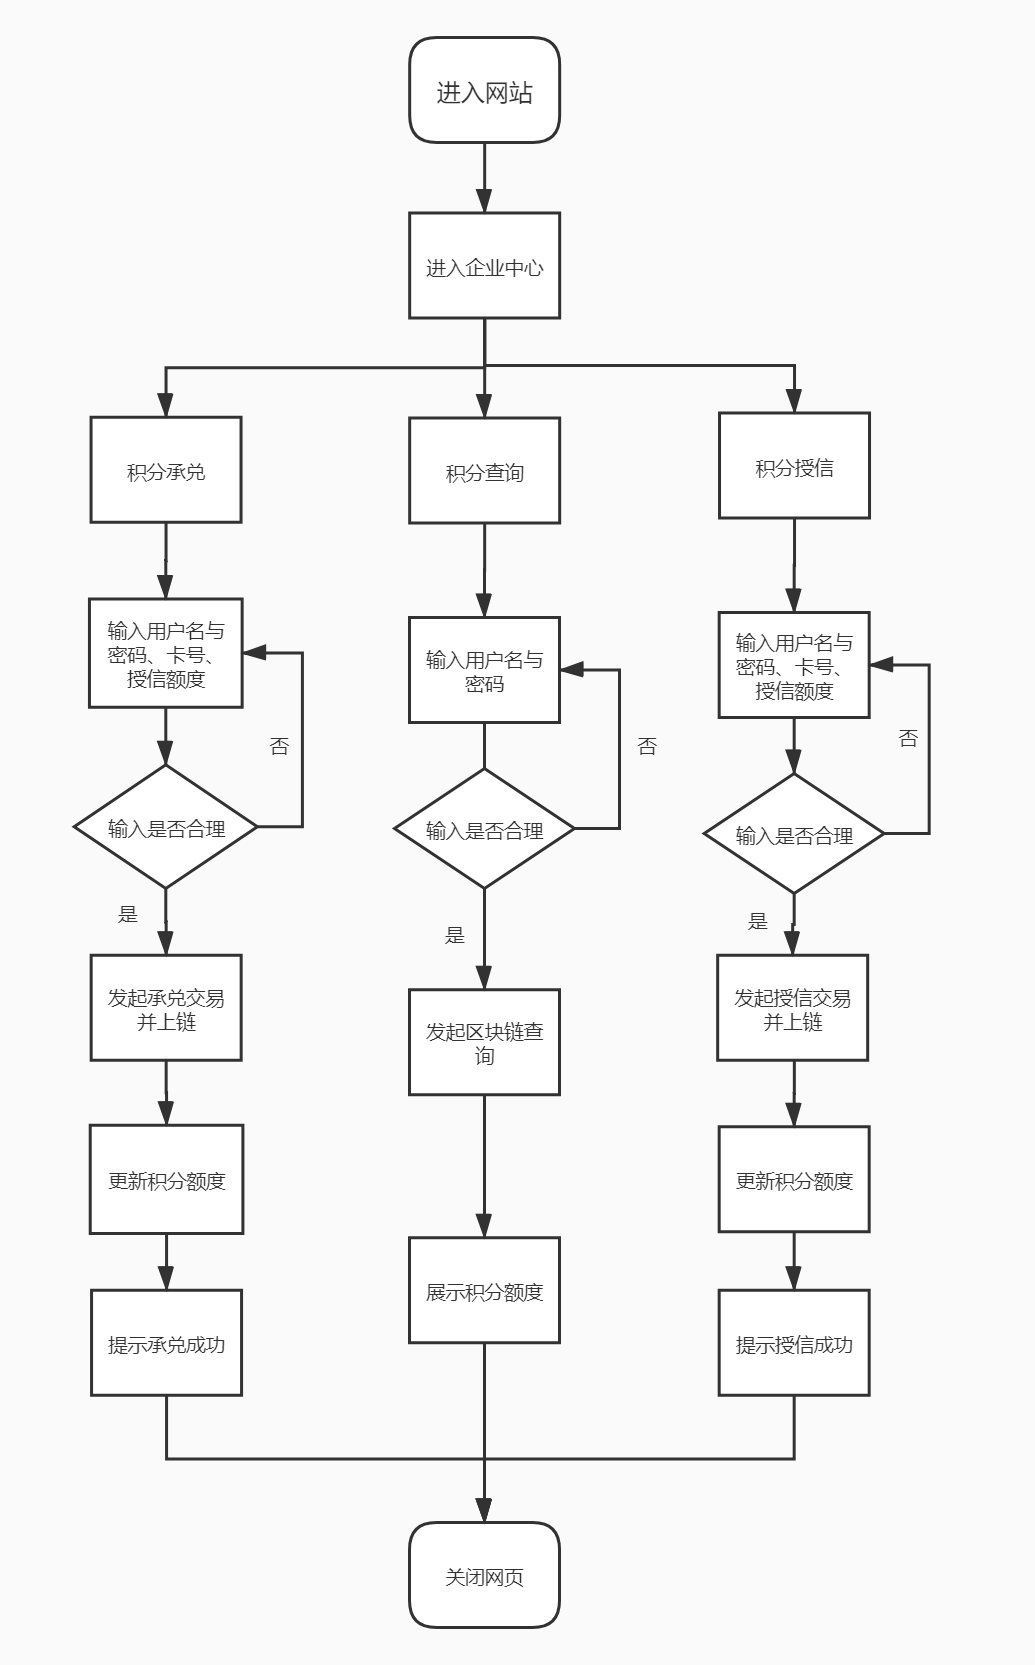 进入网站
进入企业中心
积分承兑
积分查询
积分授信
输入用户名与
密码、卡号、
授信额度
输入用户名与
密码
输入用户名与
密码、卡号、
授信额度
否
否
否
输入是否合理
输入是否合理
输入是否合理
是
是
是
发起承兑交易
并上链
发起区块链查
询
发起授信交易
并上链
更新积分额度
展示积分额度
更新积分额度
提示承兑成功
提示授信成功
关闭网页